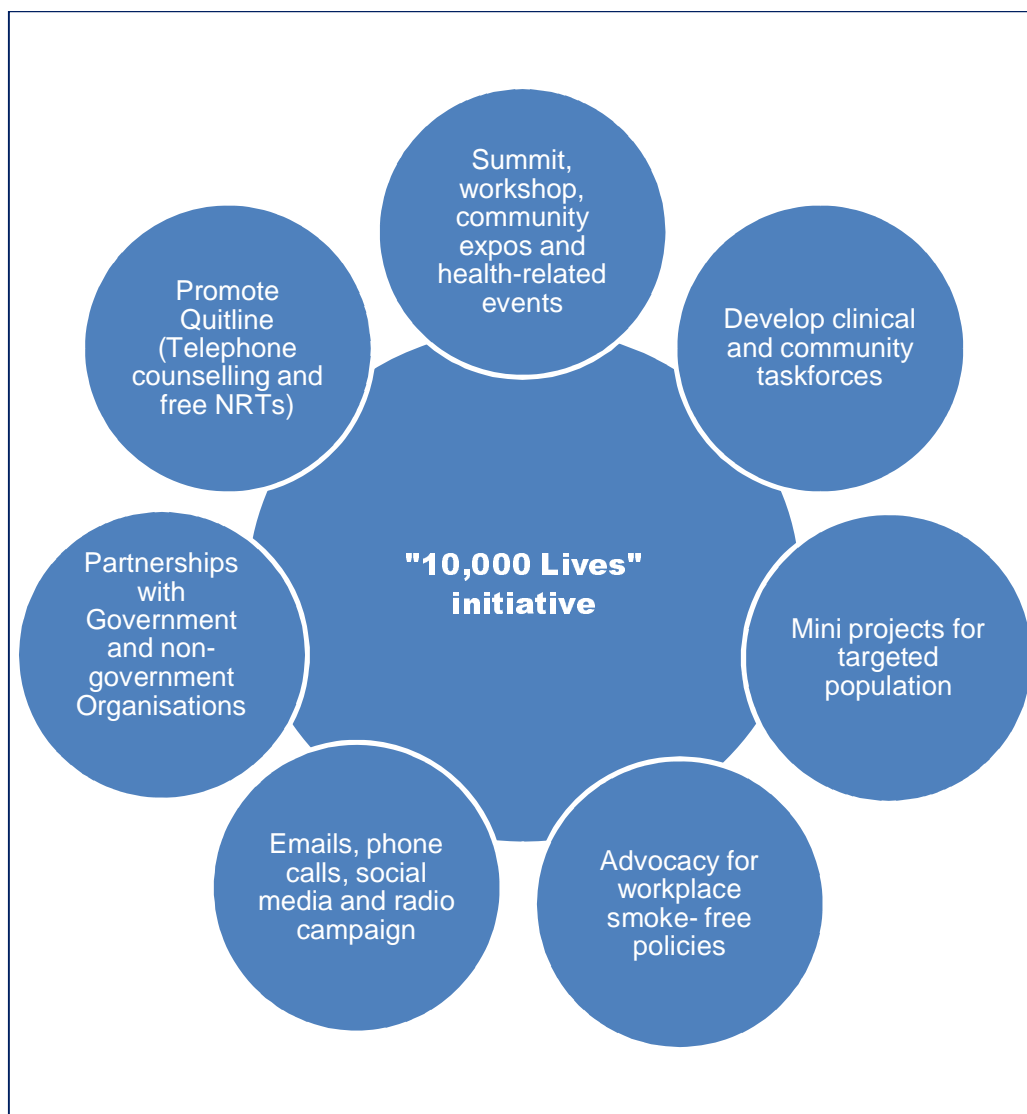 Summit,
workshop,
community
expos and
health-related
events
Develop clinical
and community
taskforces
Mini projects for
targeted
population
Advocacy for
workplace
smoke- free
policies
Emails, phone
calls, social
media and radio
campaign
Partnerships
with
Government
and non-
government
Organisations
Promote
Quitline
(Telephone
counselling and
free NRTs)
"10,000 Lives"
initiative